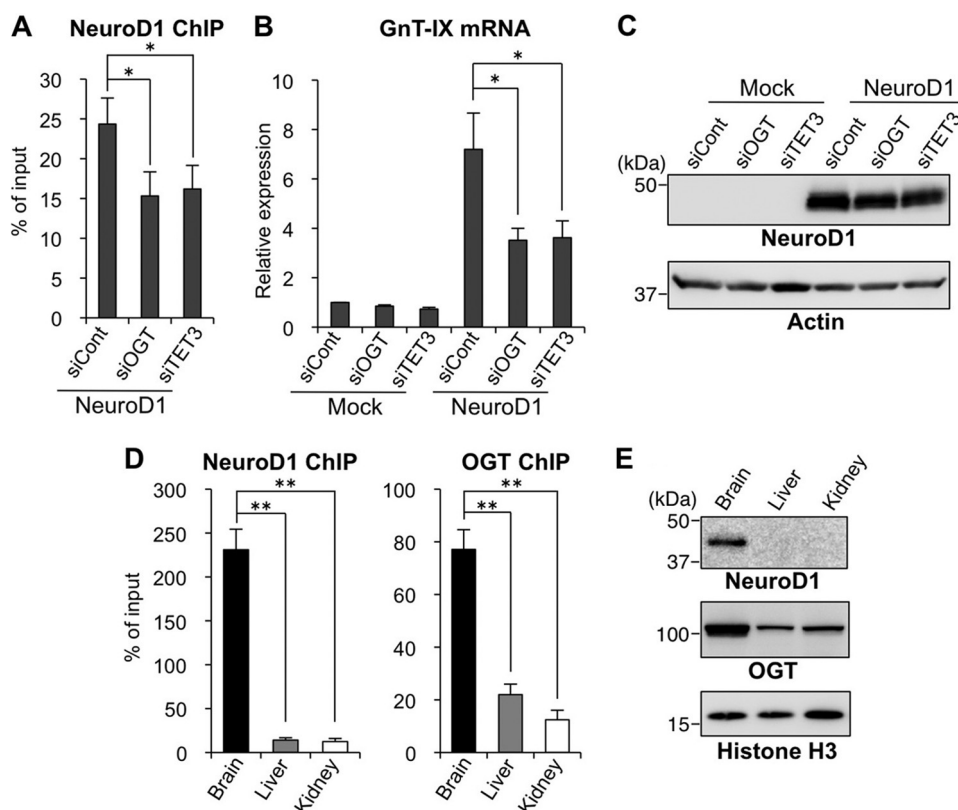 A
NeuroD1 ChIP
% of input
30
25
20
15
10
5
0
*
*
siCont
siOGT
siTET3
NeuroD1
B
GnT-IX mRNA
Relative expression
10
8
6
4
2
0
*
*
siCont
siOGT
siTET3
siCont
siOGT
siTET3
Mock
NeuroD1
C
Mock
NeuroD1
siCont
siOGT
siTET3
siCont
siOGT
siTET3
(kDa)
50
NeuroD1
37
Actin
D
NeuroD1 ChIP
% of input
300
250
200
150
100
50
0
**
**
Brain
Liver
Kidney
OGT ChIP
100
80
60
40
20
0
**
**
Brain
Liver
Kidney
E
Brain
Liver
Kidney
(kDa)
50
37
NeuroD1
100
OGT
15
Histone H3